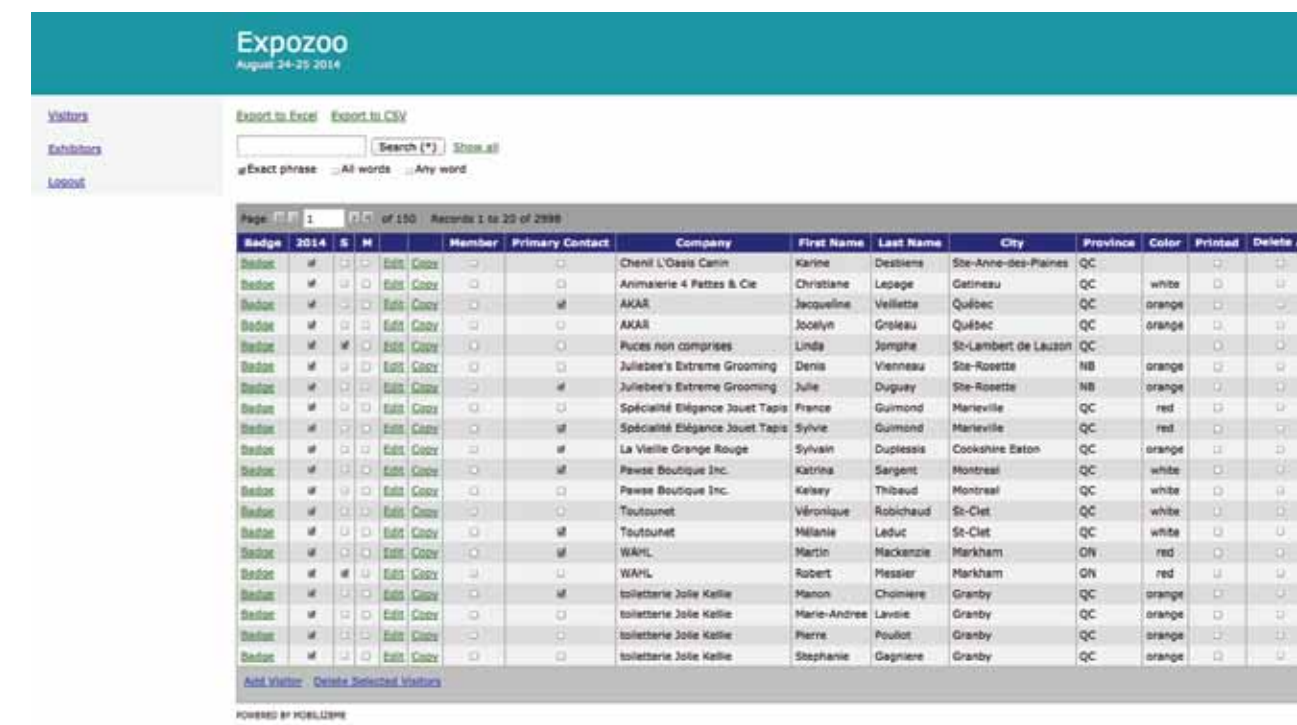 Expozoo
August 24-25 2014
Visitors
Exhibitors
Logout
Export to Excel Export to CSV
Search (*) Show all
Exact phrase All words Any word
Page 1 of 150 Records 1 to 20 of 2998
Badge 2014 S M Member Primary Contact Company First Name Last Name City Province Color Printed Delete
Badge Edit Copy Chenil L'Oasis Canin Karine Desbiens Ste-Anne-des-Plaines QC
Badge Edit Copy Animalerie 4 Pattes & Cie Christiane Lepage Gatineau QC white
Badge Edit Copy AKAR Jacqueline Veillette Québec QC orange
Badge Edit Copy AKAR Jocelyn Groleau Québec QC orange
Badge Edit Copy Puces non comprises Linda Jomphe St-Lambert de Lauzon QC
Badge Edit Copy Juliebee's Extreme Grooming Denis Vienneau Ste-Rosette NB orange
Badge Edit Copy Juliebee's Extreme Grooming Julie Duguay Ste-Rosette NB orange
Badge Edit Copy Spécialité Elégance Jouet Tapis France Guimond Marieville QC red
Badge Edit Copy Spécialité Elégance Jouet Tapis Sylvie Guimond Marieville QC red
Badge Edit Copy La Vieille Grange Rouge Sylvain Duplessis Cookshire Eaton QC orange
Badge Edit Copy Pawse Boutique Inc. Katrina Sargent Montreal QC white
Badge Edit Copy Pawse Boutique Inc. Kelsey Thibaud Montreal QC white
Badge Edit Copy Toutounet Véronique Robichaud St-Clet QC white
Badge Edit Copy Toutounet Mélanie Leduc St-Clet QC white
Badge Edit Copy WAHL Martin Mackenzie Markham ON red
Badge Edit Copy WAHL Robert Messier Markham ON red
Badge Edit Copy toiletterie Jolie Kellie Manon Choiniere Granby QC orange
Badge Edit Copy toiletterie Jolie Kellie Marie-Andree Lavoie Granby QC orange
Badge Edit Copy toiletterie Jolie Kellie Pierre Pouliot Granby QC orange
Badge Edit Copy toiletterie Jolie Kellie Stephanie Gagniere Granby QC orange
Add Visitor Delete Selected Visitors
POWERED BY MOBILIZEME